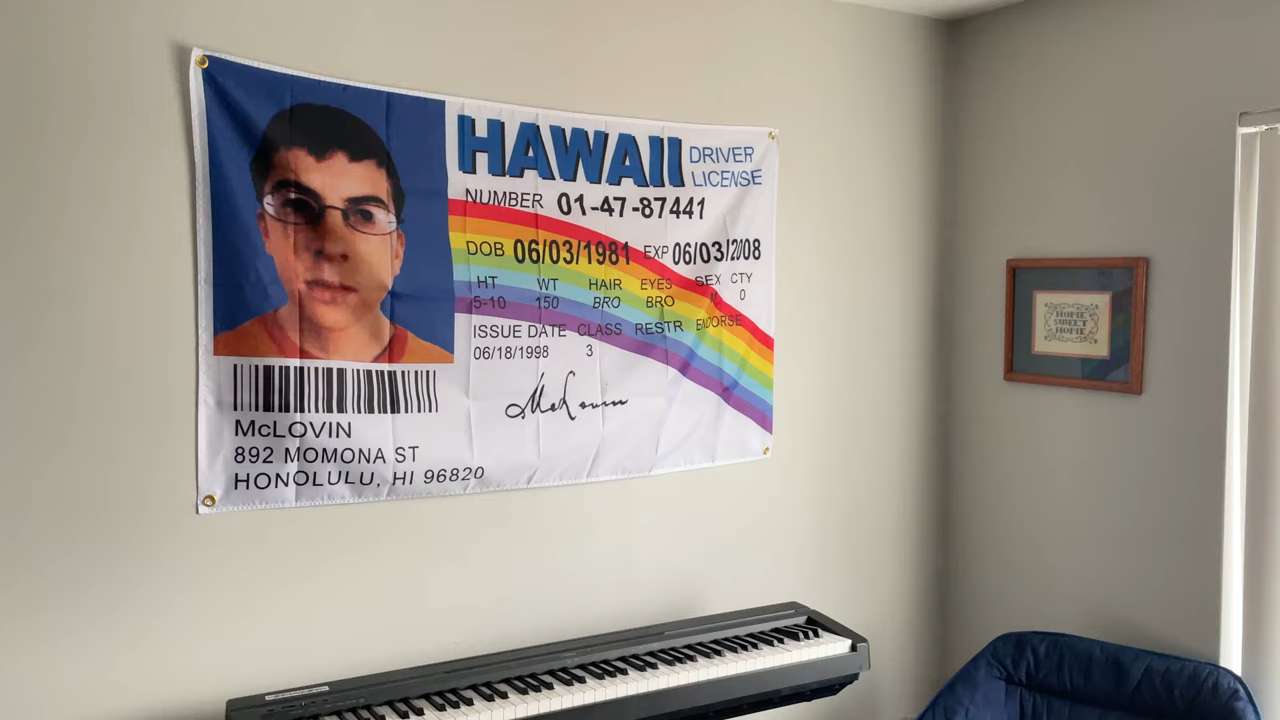 HAWAII DRIVER LICENSE
NUMBER 01-47-87441
DOB 06/03/1981 EXP 06/03/2008
HT WT HAIR EYES SEX CTY
5-10 150 BRO BRO M 0
ISSUE DATE CLASS RESTR ENDORSE
06/18/1998 3
McLovin
McLOVIN
892 MOMONA ST
HONOLULU, HI 96820
HOME
SWEET
HOME